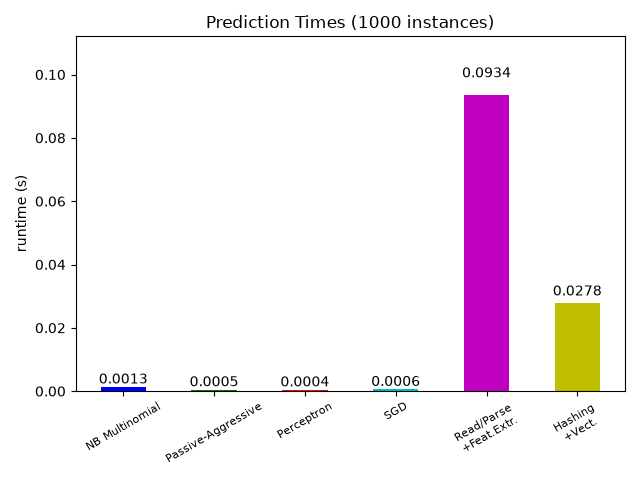 Prediction Times (1000 instances)
runtime (s)
0.10
0.08
0.06
0.04
0.02
0.00
0.0013
0.0005
0.0004
0.0006
0.0934
0.0278
NB Multinomial
Passive-Aggressive
Perceptron
SGD
Read/Parse
+Feat.Extr.
Hashing
+Vect.